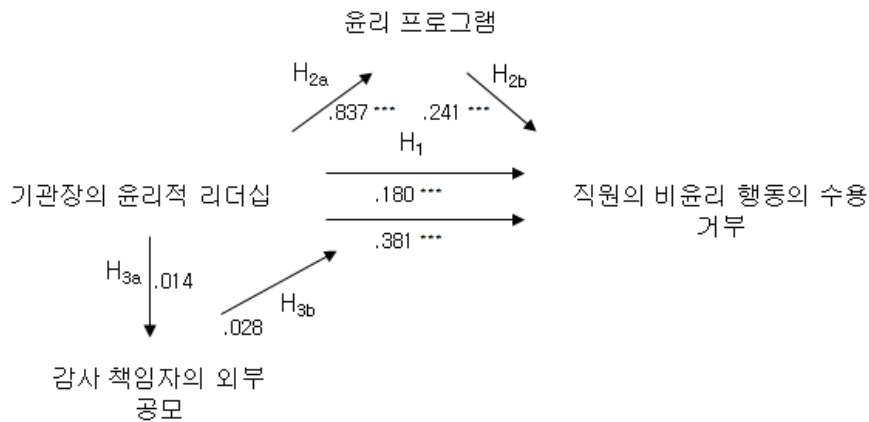 윤리 프로그램
H2a
H2b
.837 ***
.241 ***
H1
기관장의 윤리적 리더십
.180 ***
직원의 비윤리 행동의 수용
거부
.381 ***
H3a
.014
H3b
.028
감사 책임자의 외부
공모